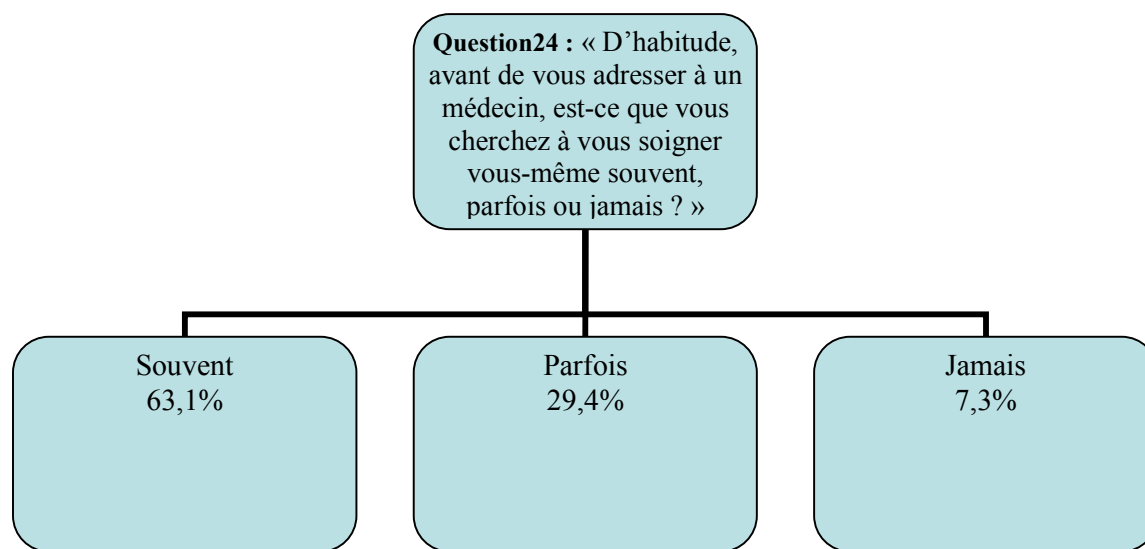 Question24 : « D’habitude,
avant de vous adresser à un
médecin, est-ce que vous
cherchez à vous soigner
vous-même souvent,
parfois ou jamais ? »
Souvent
63,1%
Parfois
29,4%
Jamais
7,3%